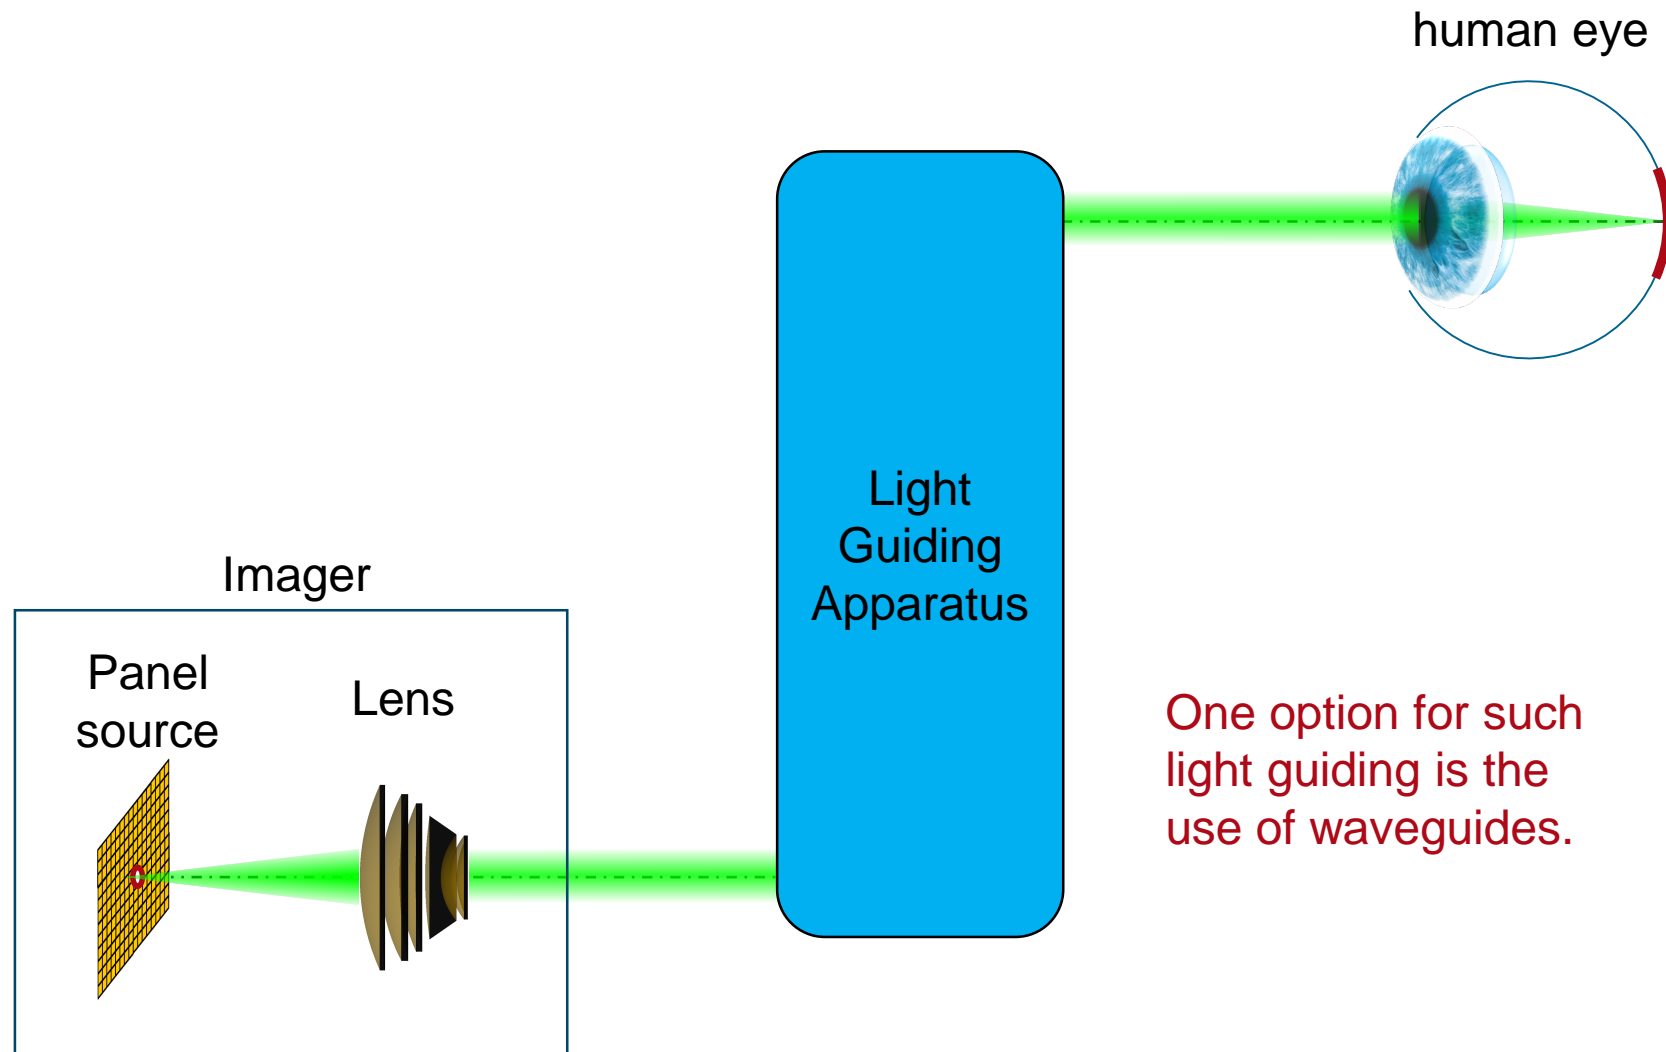 human eye
Light
Guiding
Apparatus
Imager
Panel
source
Lens
One option for such
light guiding is the
use of waveguides.